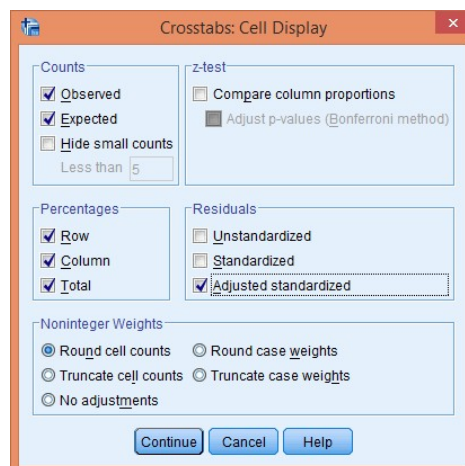 Crosstabs: Cell Display
Counts
Observed
Expected
Hide small counts
Less than 5
z-test
Compare column proportions
Adjust p-values (Bonferroni method)
Percentages
Row
Column
Total
Residuals
Unstandardized
Standardized
Adjusted standardized
Noninteger Weights
Round cell counts Round case weights
Truncate cell counts Truncate case weights
No adjustments
Continue Cancel Help